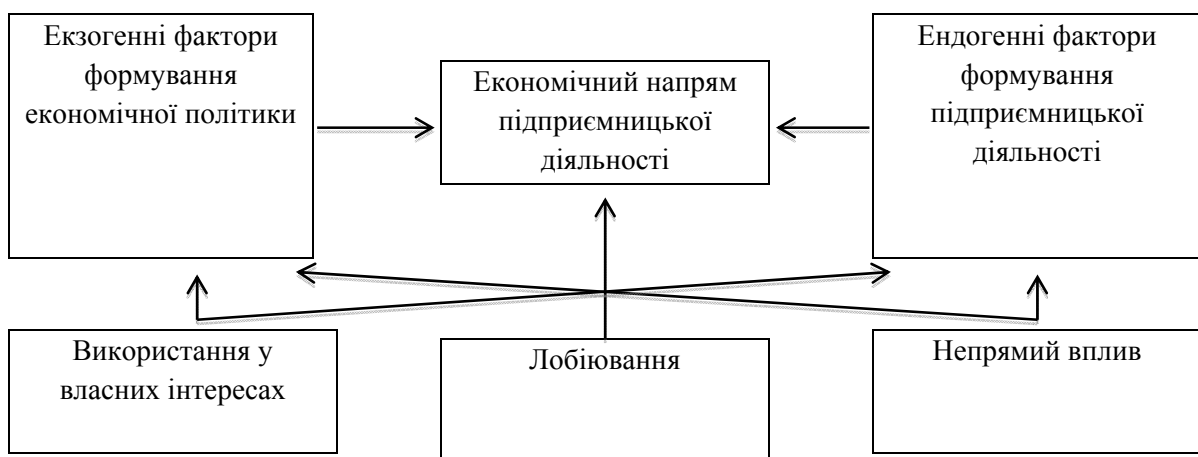 Екзогенні фактори
формування
економічної політики
Економічний напрям
підприємницької
діяльності
Ендогенні фактори
формування
підприємницької
діяльності
Використання у
власних інтересах
Лобіювання
Непрямий вплив